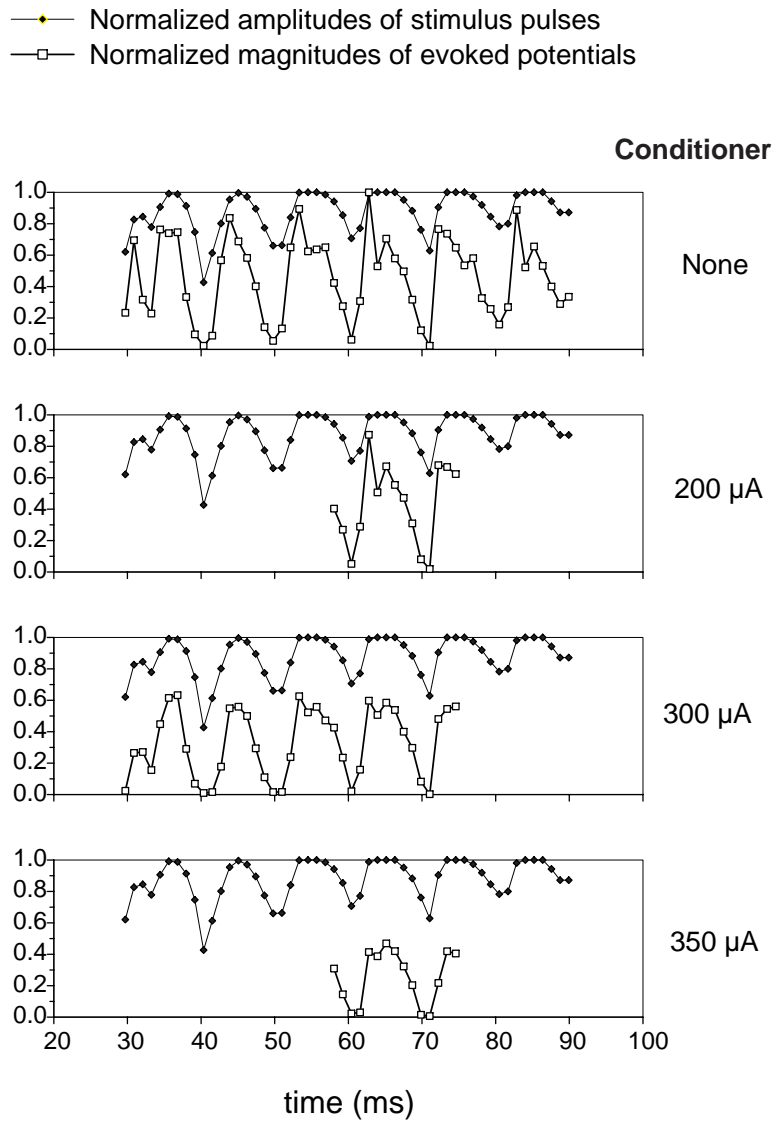 Normalized amplitudes of stimulus pulses
Normalized magnitudes of evoked potentials
Conditioner
1.0
0.8
0.6
0.4
0.2
0.0
None
1.0
0.8
0.6
0.4
0.2
0.0
200 µA
1.0
0.8
0.6
0.4
0.2
0.0
300 µA
1.0
0.8
0.6
0.4
0.2
0.0
350 µA
20 30 40 50 60 70 80 90 100
time (ms)